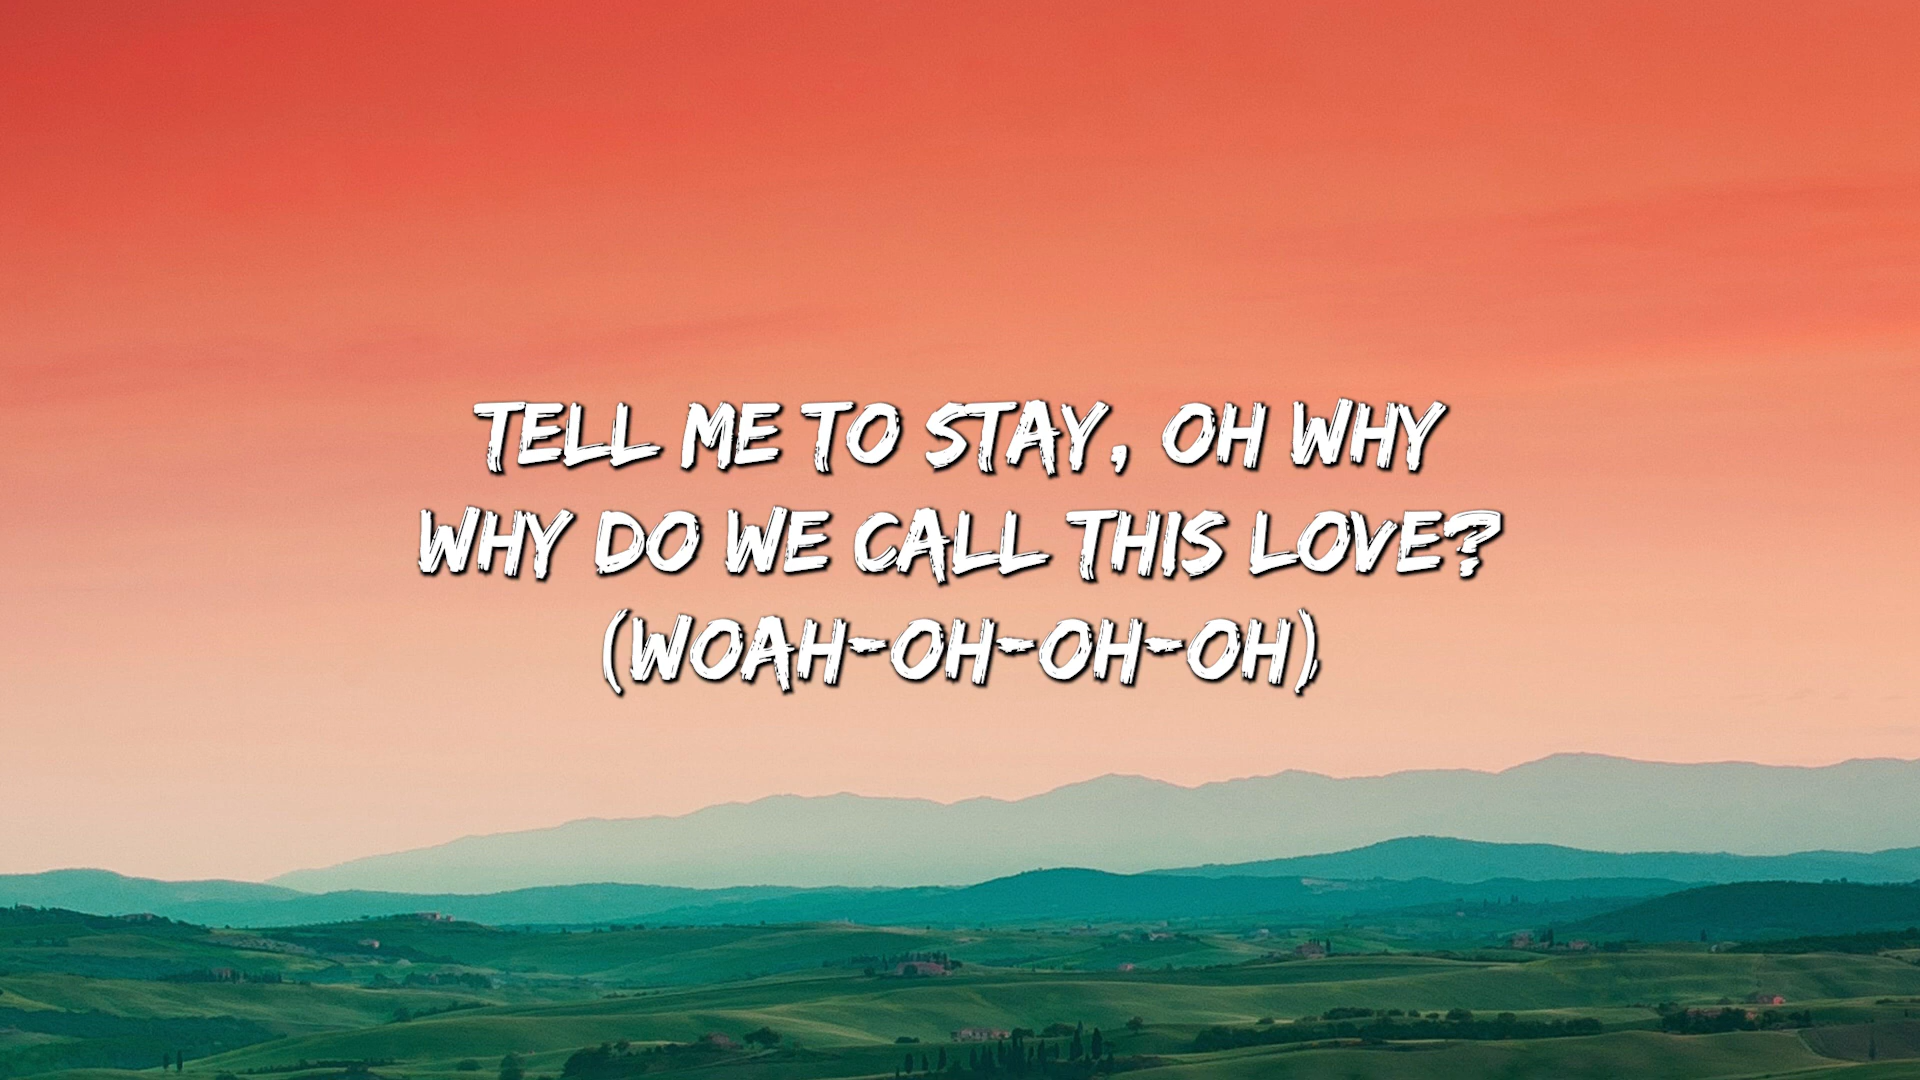 TELL ME TO STAY, OH WHY
WHY DO WE CALL THIS LOVE?
(WOAH-OH-OH-OH)